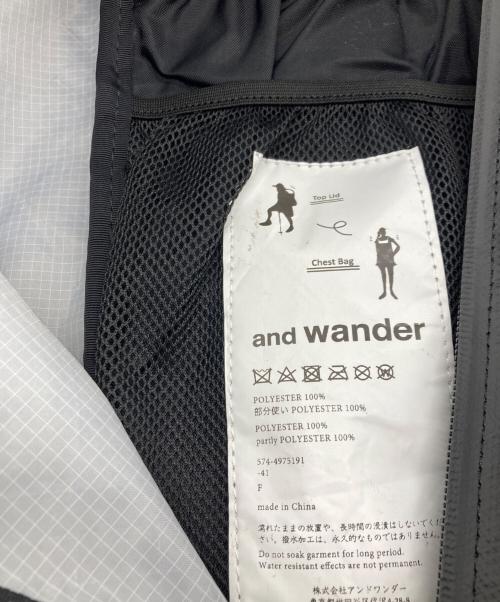 Top Lid
Chest Bag
and wander
POLYESTER 100%
部分使い POLYESTER 100%
POLYESTER 100%
partly POLYESTER 100%
574-4975191
-41
F
made in China
濡れたままの放置や、長時間の浸漬はしないでくだ
さい。撥水加工は、永久的なものではありません。
Do not soak garment for long period.
Water resistant effects are not permanent.
株式会社アンドワンダー